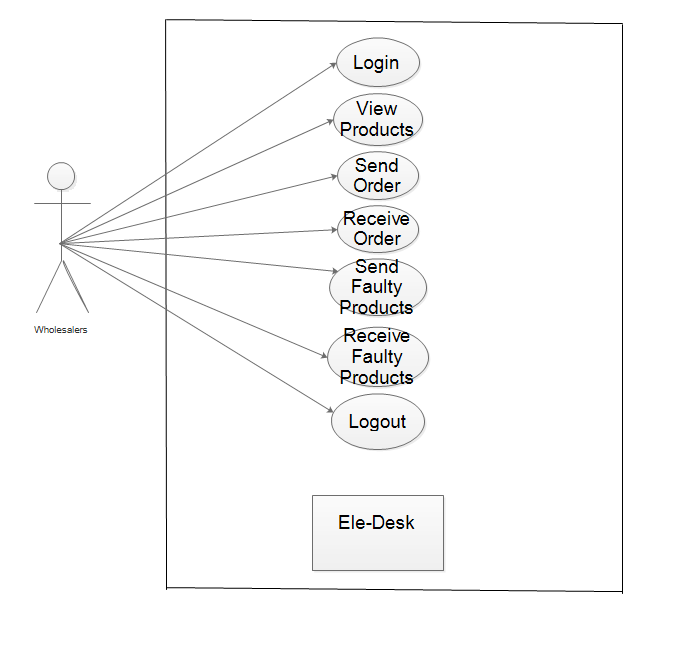 Login
View
Products
Send
Order
Receive
Order
Send
Faulty
Products
Receive
Faulty
Products
Logout
Wholesalers
Ele-Desk